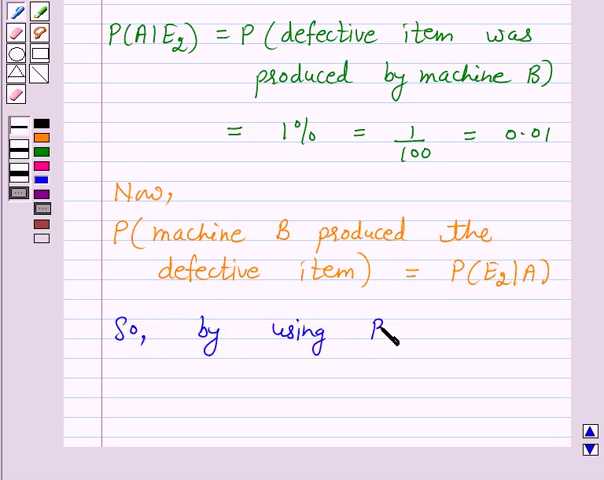 P(A|E₂) = P (defective item was
produced by machine B)
= 1% = 1/100 = 0.01
Now,
P(machine B produced the
defective item) = P(E₂|A)
So, by using